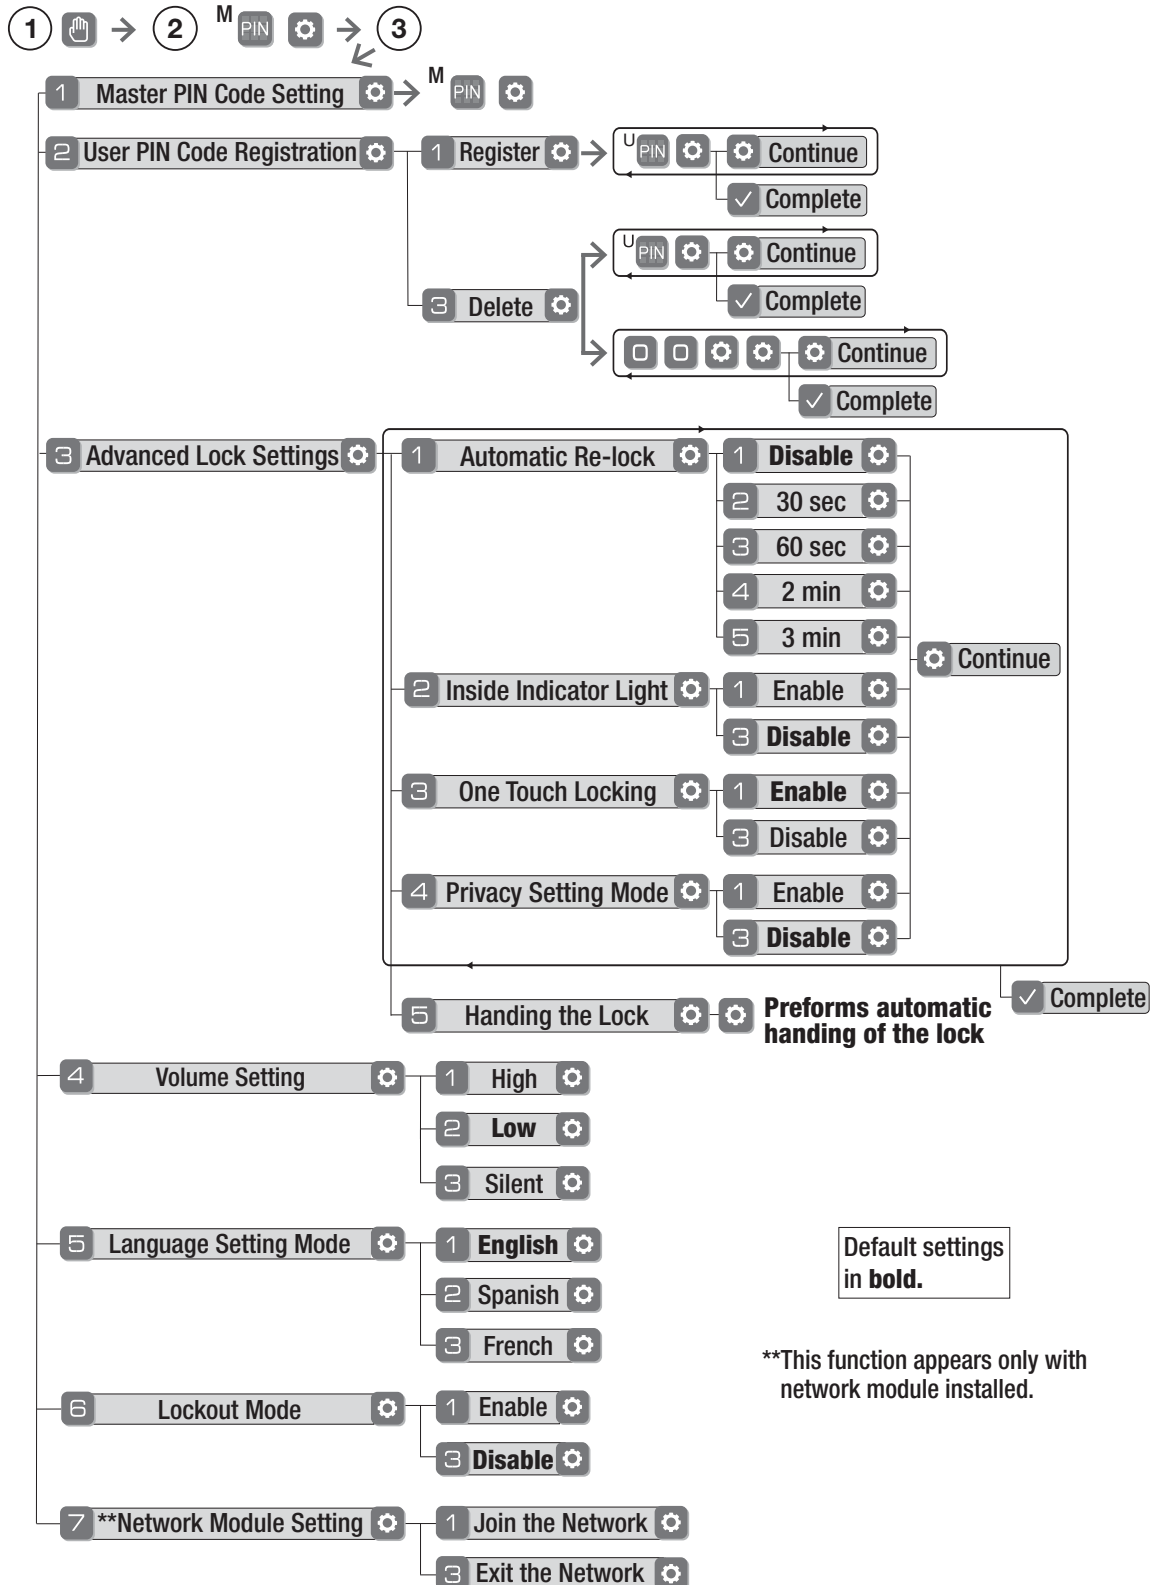 1 → 2 M PIN → 3
1 Master PIN Code Setting → M PIN
2 User PIN Code Registration
1 Register → U PIN Continue
Complete
3 Delete
U PIN Continue
Complete
0 0 Continue
Complete
3 Advanced Lock Settings
1 Automatic Re-lock
1 Disable
2 30 sec
3 60 sec
4 2 min
5 3 min
Continue
2 Inside Indicator Light
1 Enable
3 Disable
3 One Touch Locking
1 Enable
3 Disable
4 Privacy Setting Mode
1 Enable
3 Disable
Complete
5 Handing the Lock
Preforms automatic
handing of the lock
4 Volume Setting
1 High
2 Low
3 Silent
5 Language Setting Mode
1 English
2 Spanish
3 French
Default settings
in bold.
**This function appears only with
network module installed.
6 Lockout Mode
1 Enable
3 Disable
7 **Network Module Setting
1 Join the Network
3 Exit the Network